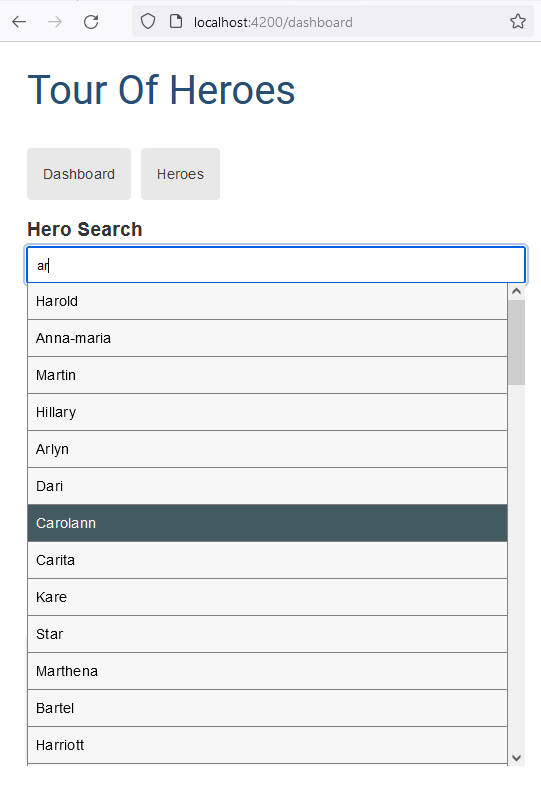 localhost:4200/dashboard
Tour Of Heroes
Dashboard Heroes
Hero Search
ar
Harold
Anna-maria
Martin
Hillary
Arlyn
Dari
Carolann
Carita
Kare
Star
Marthena
Bartel
Harriott